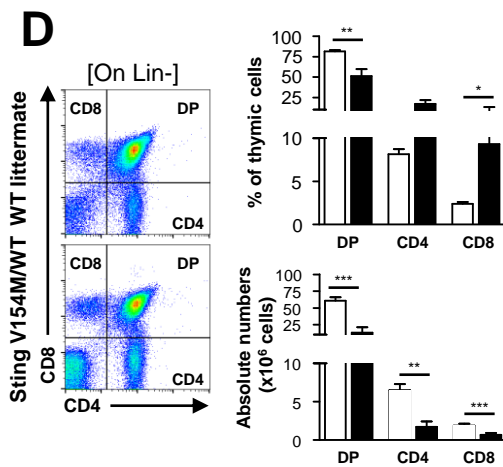 D
[On Lin-]
Sting V154M/WT WT littermate
CD8
CD8 DP
CD4
CD8 DP
CD4
CD4
% of thymic cells
100
75
50
25
10
5
0
**
*
DP CD4 CD8
Absolute numbers
(x10⁶ cells)
100
75
50
25
10
5
0
***
**
***
DP CD4 CD8